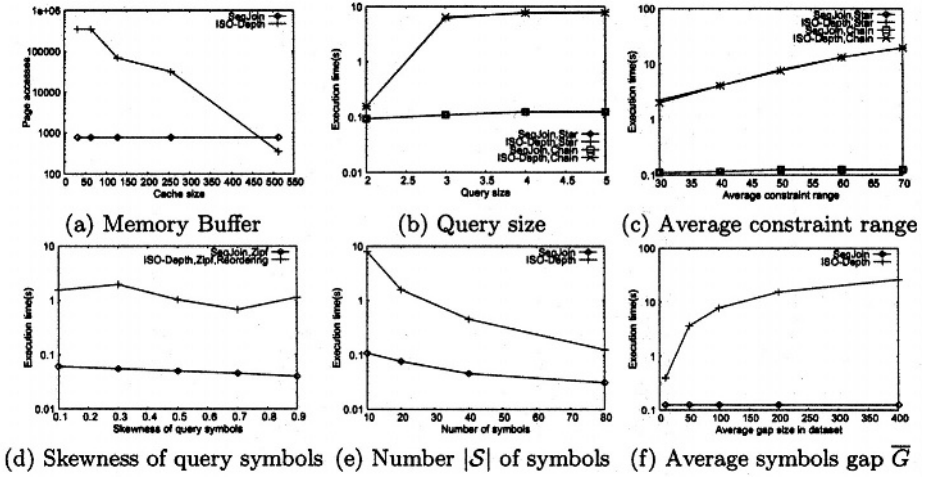 1e+06
100000
10000
1000
100
Page accesses
SeqJoin
ISO-Depth
0 50 100 150 200 250 300 350 400 450 500 550
Cache size
(a) Memory Buffer
10
1
0.1
0.01
Execution time(s)
SeqJoin,Star
ISO-Depth,Star
SeqJoin,Chain
ISO-Depth,Chain
2 2.5 3 3.5 4 4.5 5
Query size
(b) Query size
100
10
1
0.1
Execution time(s)
SeqJoin,Star
ISO-Depth,Star
SeqJoin,Chain
ISO-Depth,Chain
30 35 40 45 50 55 60 65 70
Average constraint range
(c) Average constraint range
10
1
0.1
0.01
Execution time(s)
SeqJoin,Zipf
ISO-Depth,Zipf,Reordering
0.1 0.2 0.3 0.4 0.5 0.6 0.7 0.8 0.9
Skewness of query symbols
(d) Skewness of query symbols
10
1
0.1
0.01
Execution time(s)
SeqJoin
ISO-Depth
10 20 30 40 50 60 70 80
Number of symbols
(e) Number |S| of symbols
100
10
1
0.1
Execution time(s)
SeqJoin
ISO-Depth
0 50 100 150 200 250 300 350 400
Average gap size in dataset
(f) Average symbols gap G̅